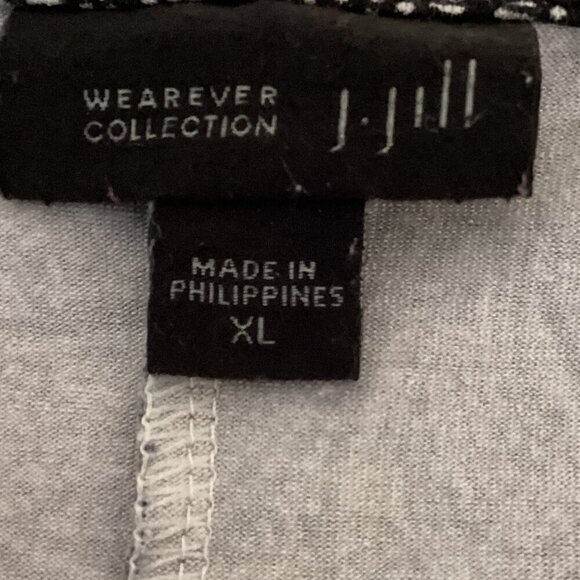 WEAREVER
COLLECTION
J.Jill
MADE IN
PHILIPPINES
XL